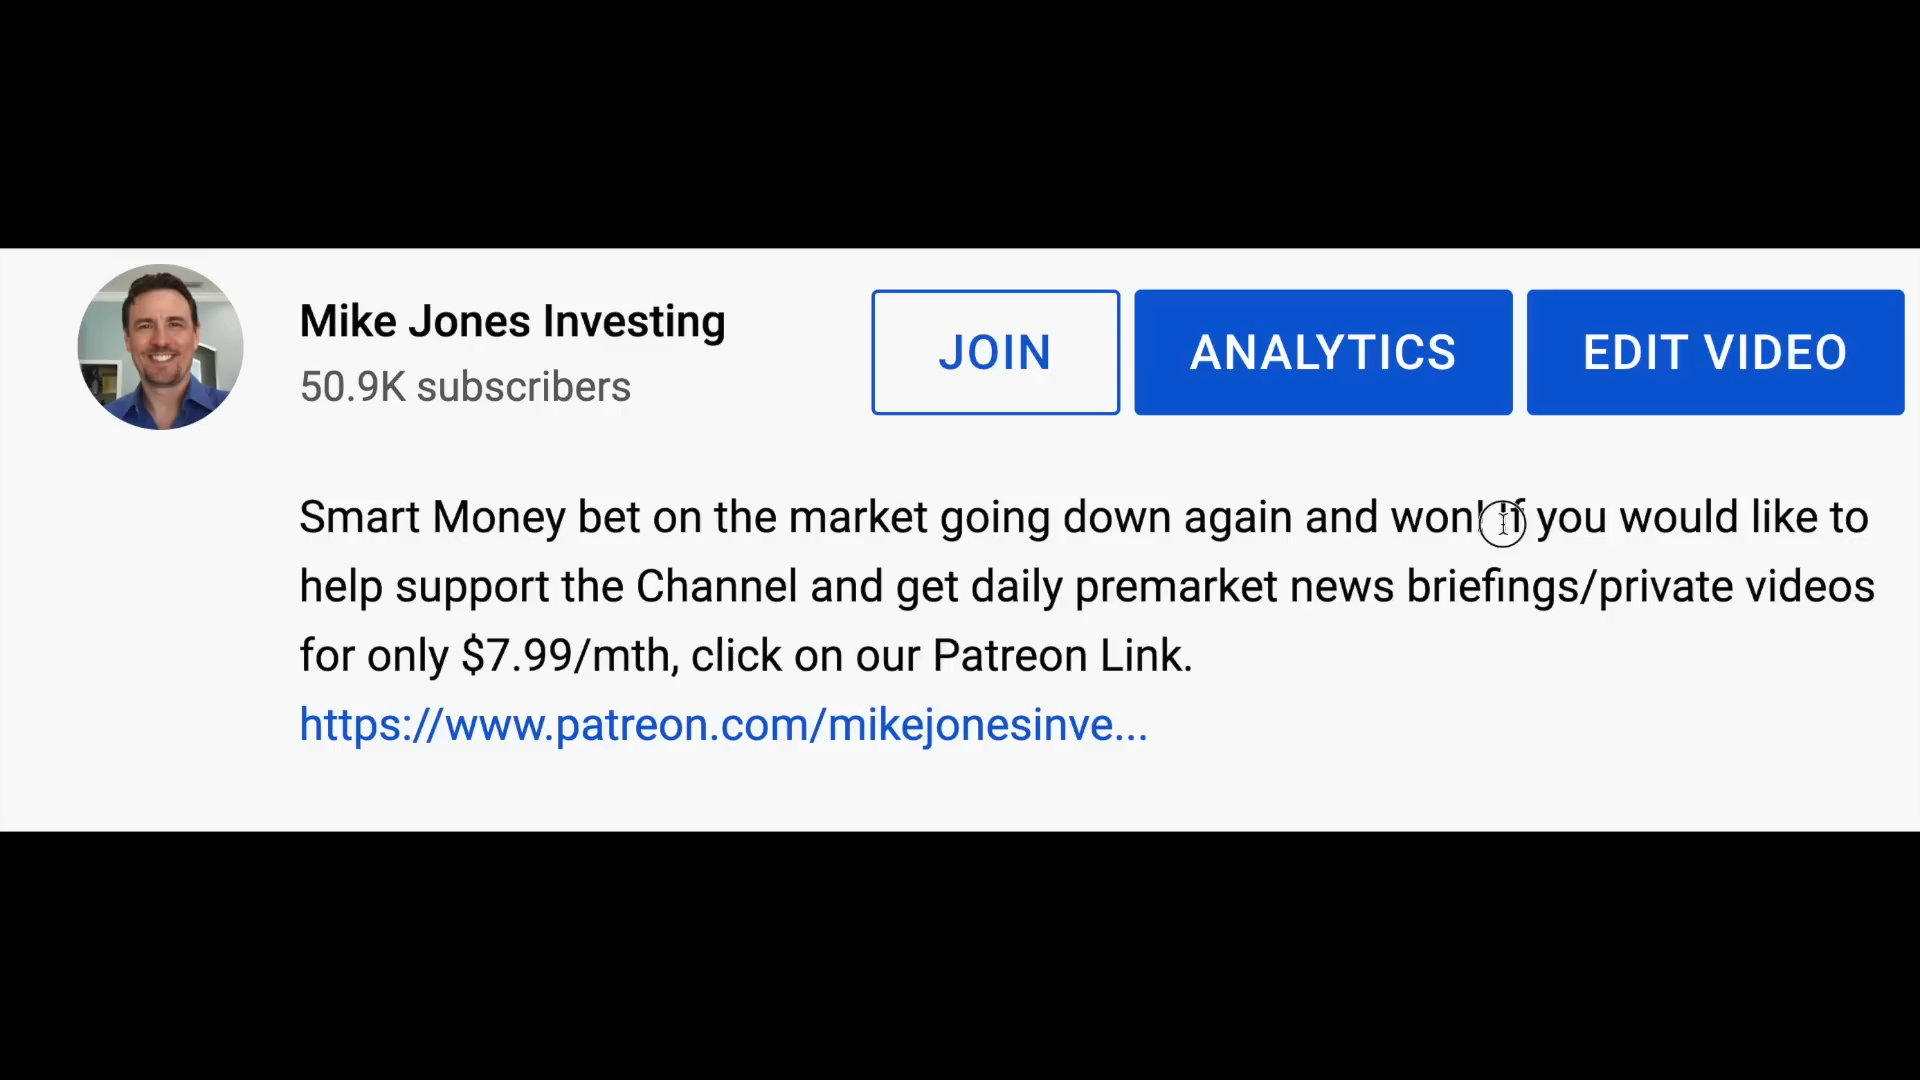 Mike Jones Investing
50.9K subscribers
JOIN
ANALYTICS
EDIT VIDEO
Smart Money bet on the market going down again and won! If you would like to
help support the Channel and get daily premarket news briefings/private videos
for only $7.99/mth, click on our Patreon Link.
https://www.patreon.com/mikejonesinve...